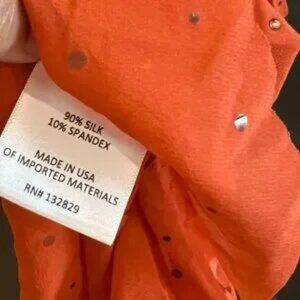 90% SILK
10% SPANDEX
MADE IN USA
OF IMPORTED MATERIALS
RN# 132829